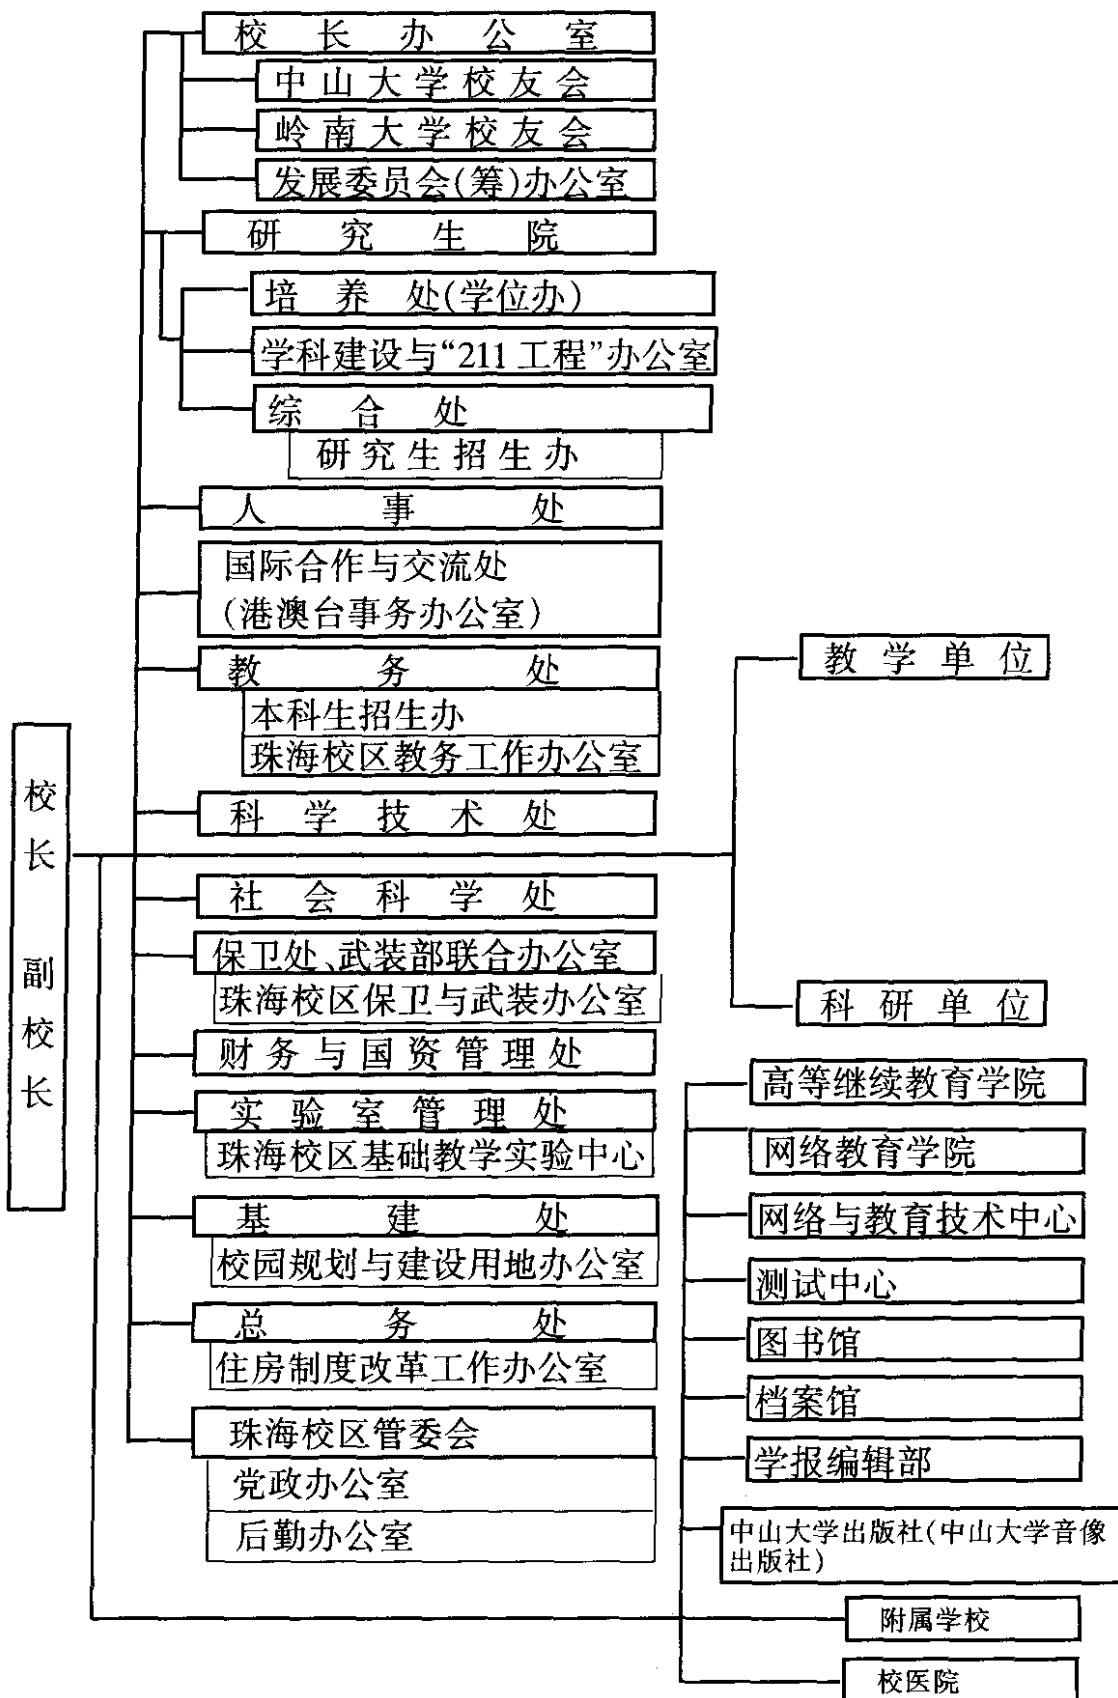 校长办公室
中山大学校友会
岭南大学校友会
发展委员会(筹)办公室
研究生院
培养处(学位办)
学科建设与“211工程”办公室
综合处
研究生招生办
人事处
国际合作与交流处
(港澳台事务办公室)
教务处
本科生招生办
珠海校区教务工作办公室
科学技术处
校长 副校长
社会科学处
保卫处、武装部联合办公室
珠海校区保卫与武装办公室
财务与国资管理处
实验室管理处
珠海校区基础教学实验中心
基建处
校园规划与建设用地办公室
总务处
住房制度改革工作办公室
珠海校区管委会
党政办公室
后勤办公室
教学单位
科研单位
高等继续教育学院
网络教育学院
网络与教育技术中心
测试中心
图书馆
档案馆
学报编辑部
中山大学出版社(中山大学音像
出版社)
附属学校
校医院